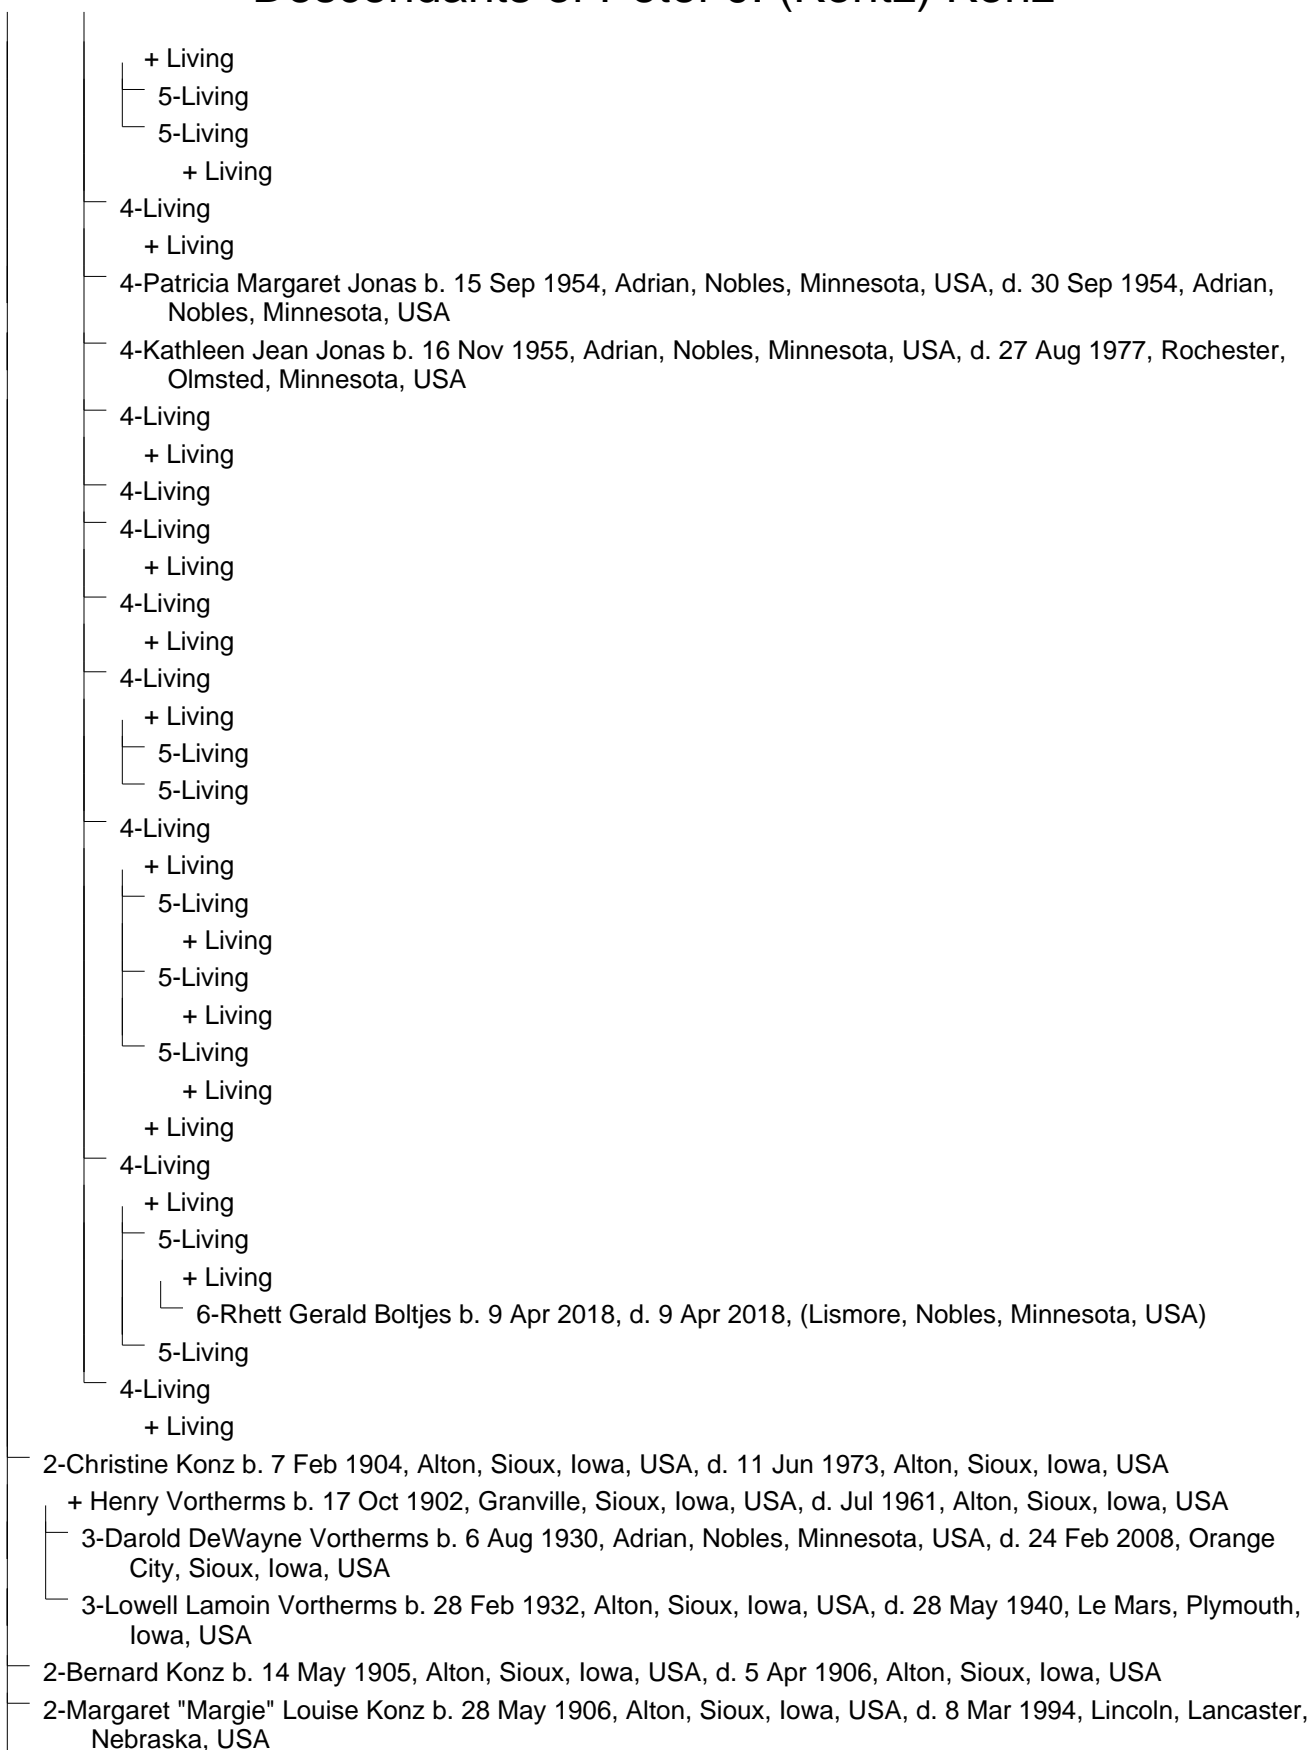 Descendants of Peter J. (Kontz) Konz
+ Living
5-Living
5-Living
+ Living
4-Living
+ Living
4-Patricia Margaret Jonas b. 15 Sep 1954, Adrian, Nobles, Minnesota, USA, d. 30 Sep 1954, Adrian,
Nobles, Minnesota, USA
4-Kathleen Jean Jonas b. 16 Nov 1955, Adrian, Nobles, Minnesota, USA, d. 27 Aug 1977, Rochester,
Olmsted, Minnesota, USA
4-Living
+ Living
4-Living
4-Living
+ Living
4-Living
+ Living
4-Living
+ Living
5-Living
5-Living
4-Living
+ Living
5-Living
+ Living
5-Living
+ Living
5-Living
+ Living
+ Living
4-Living
+ Living
5-Living
+ Living
6-Rhett Gerald Boltjes b. 9 Apr 2018, d. 9 Apr 2018, (Lismore, Nobles, Minnesota, USA)
5-Living
4-Living
+ Living
2-Christine Konz b. 7 Feb 1904, Alton, Sioux, Iowa, USA, d. 11 Jun 1973, Alton, Sioux, Iowa, USA
+ Henry Vortherms b. 17 Oct 1902, Granville, Sioux, Iowa, USA, d. Jul 1961, Alton, Sioux, Iowa, USA
3-Darold DeWayne Vortherms b. 6 Aug 1930, Adrian, Nobles, Minnesota, USA, d. 24 Feb 2008, Orange
City, Sioux, Iowa, USA
3-Lowell Lamoin Vortherms b. 28 Feb 1932, Alton, Sioux, Iowa, USA, d. 28 May 1940, Le Mars, Plymouth,
Iowa, USA
2-Bernard Konz b. 14 May 1905, Alton, Sioux, Iowa, USA, d. 5 Apr 1906, Alton, Sioux, Iowa, USA
2-Margaret "Margie" Louise Konz b. 28 May 1906, Alton, Sioux, Iowa, USA, d. 8 Mar 1994, Lincoln, Lancaster,
Nebraska, USA